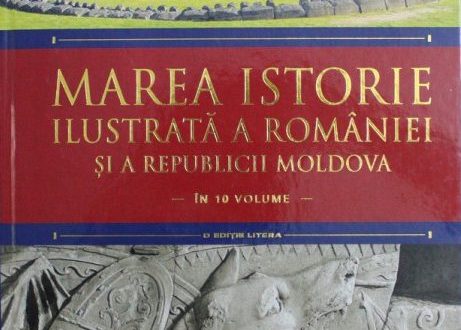 MAREA ISTORIE
ILUSTRATĂ A ROMÂNIEI
ȘI A REPUBLICII MOLDOVA
— ÎN 10 VOLUME —
O EDIȚIE LITERA